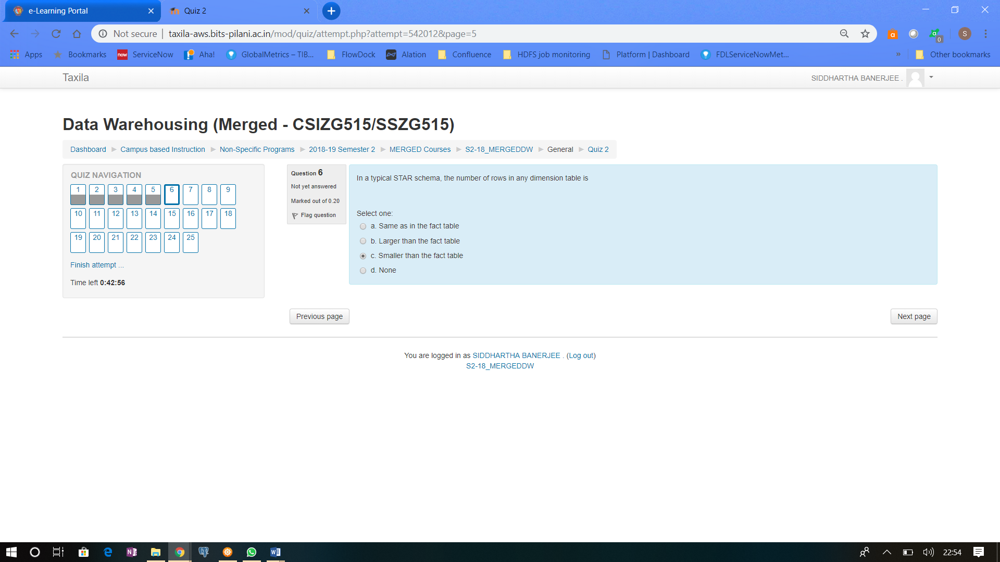 e-Learning Portal
Quiz 2
Not secure | taxila-aws.bits-pilani.ac.in/mod/quiz/attempt.php?attempt=542012&page=5
a
a
0
S
Apps
Bookmarks
now ServiceNow
Aha!
GlobalMetrics – TIB...
FlowDock
Alation
Confluence
HDFS job monitoring
Platform | Dashboard
FDLServiceNowMet...
»
Other bookmarks
Taxila
SIDDHARTHA BANERJEE .
Data Warehousing (Merged - CSIZG515/SSZG515)
Dashboard ▶ Campus based Instruction ▶ Non-Specific Programs ▶ 2018-19 Semester 2 ▶ MERGED Courses ▶ S2-18_MERGEDDW ▶ General ▶ Quiz 2
QUIZ NAVIGATION
1 2 3 4 5 6 7 8 9
10 11 12 13 14 15 16 17 18
19 20 21 22 23 24 25
Finish attempt ...
Time left 0:42:56
Question 6
Not yet answered
Marked out of 0.20
Flag question
In a typical STAR schema, the number of rows in any dimension table is
Select one:
a. Same as in the fact table
b. Larger than the fact table
c. Smaller than the fact table
d. None
Previous page
Next page
You are logged in as SIDDHARTHA BANERJEE . (Log out)
S2-18_MERGEDDW
22:54